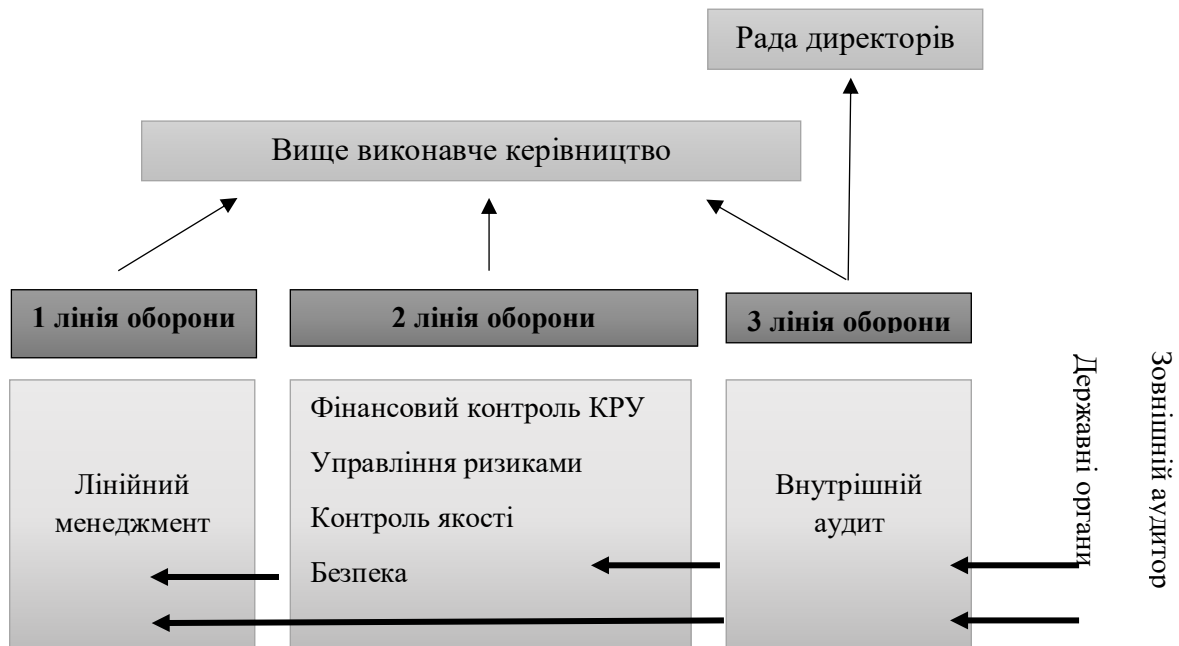 Рада директорів
Вище виконавче керівництво
1 лінія оборони
2 лінія оборони
3 лінія оборони
Лінійний
менеджмент
Фінансовий контроль КРУ
Управління ризиками
Контроль якості
Безпека
Внутрішній
аудит
Державні органи
Зовнішній аудитор